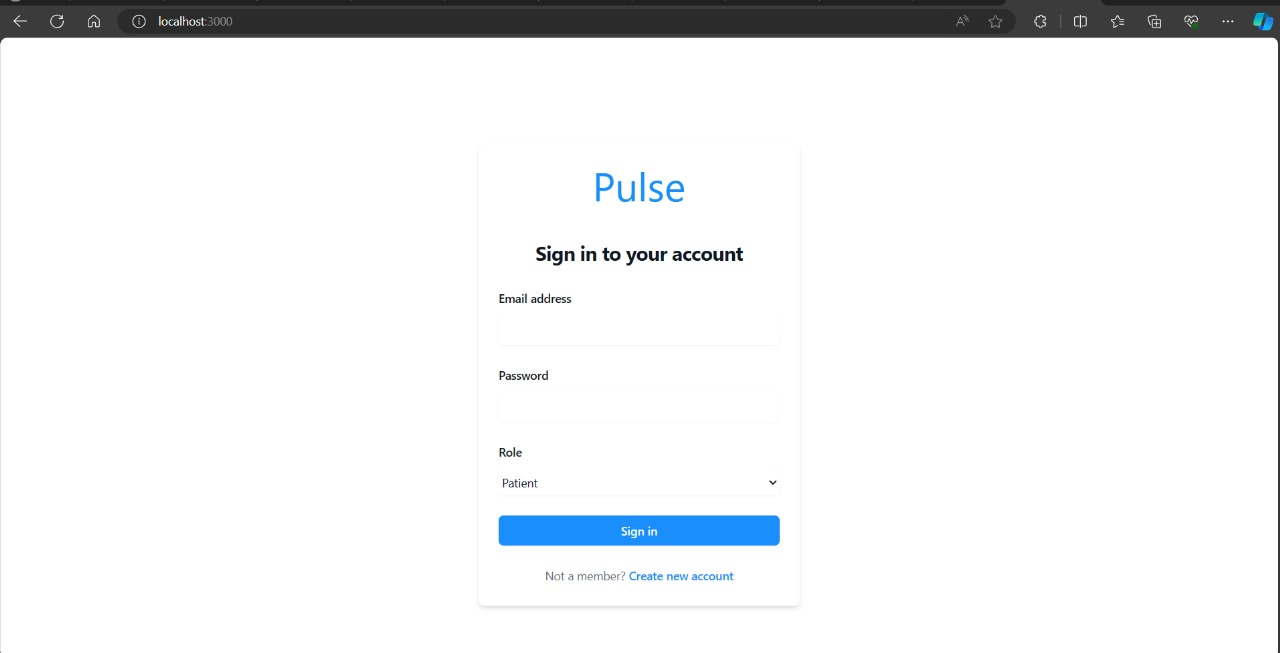 localhost:3000
Pulse
Sign in to your account
Email address
Password
Role
Patient
Sign in
Not a member? Create new account